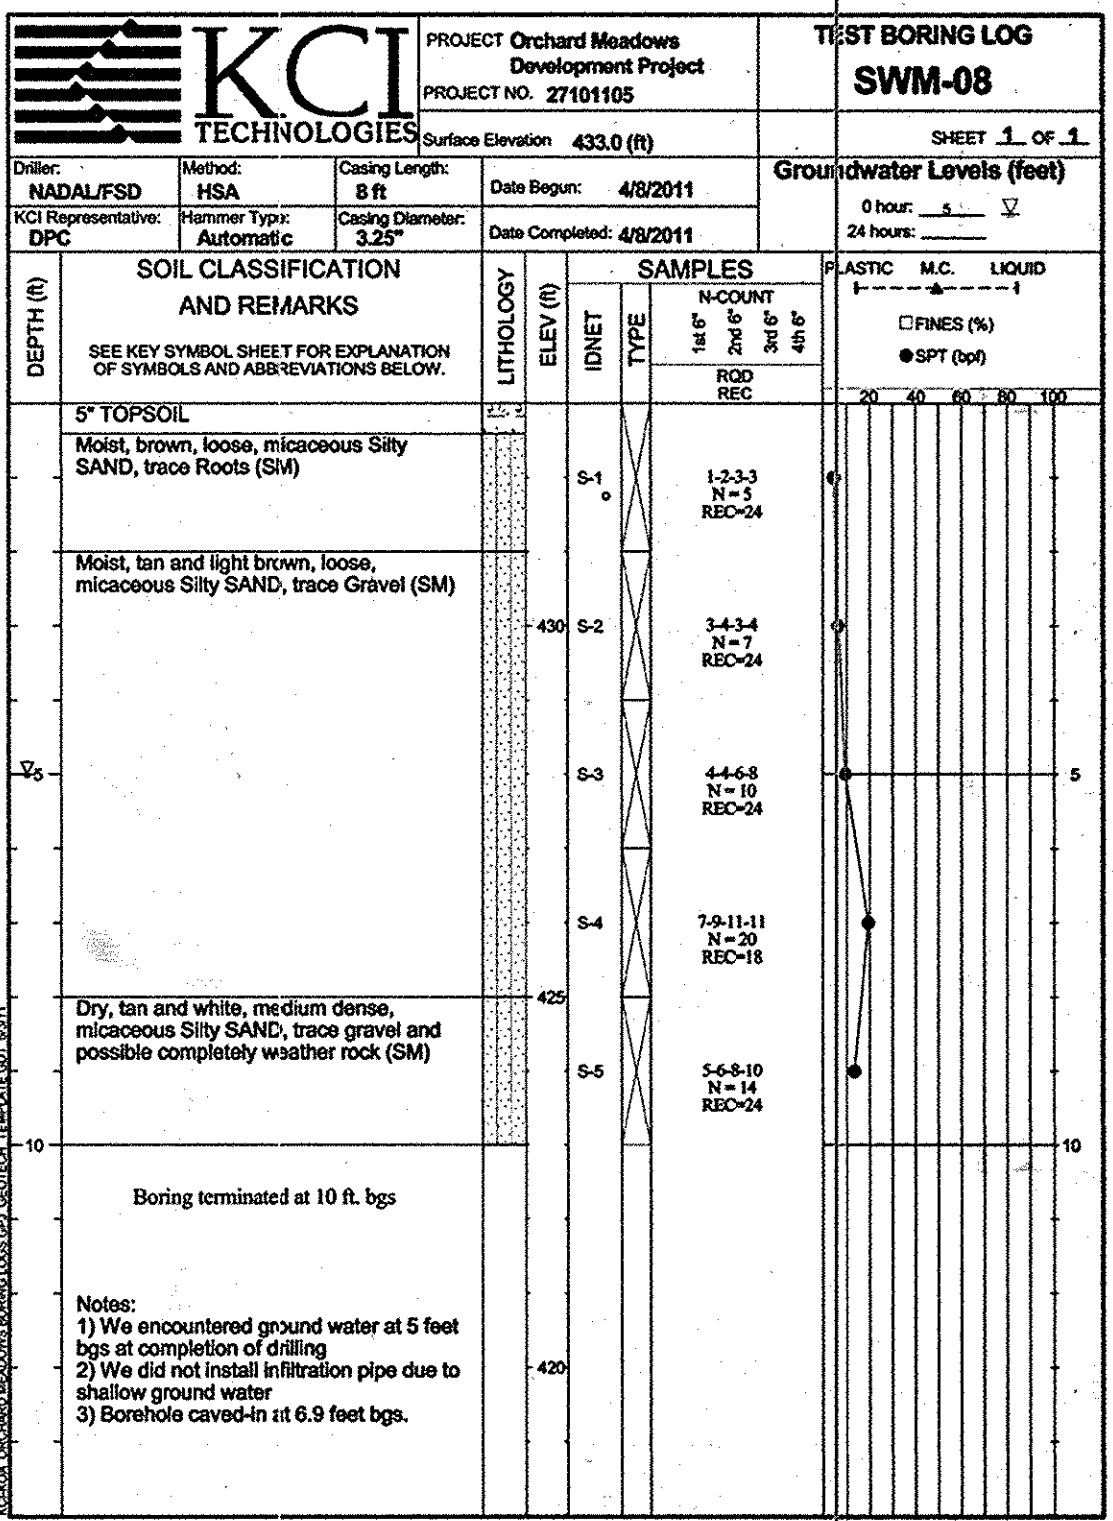 KCI
TECHNOLOGIES
PROJECT Orchard Meadows
Development Project
PROJECT NO. 27101105
Surface Elevation 433.0 (ft)
TEST BORING LOG
SWM-08
SHEET 1 OF 1
Driller:
NADAL/FSD
Method:
HSA
Casing Length:
8 ft
Date Begun: 4/8/2011
KCI Representative:
DPC
Hammer Type:
Automatic
Casing Diameter:
3.25"
Date Completed: 4/8/2011
Groundwater Levels (feet)
0 hour: 5
24 hours:
DEPTH (ft)
SOIL CLASSIFICATION
AND REMARKS
SEE KEY SYMBOL SHEET FOR EXPLANATION
OF SYMBOLS AND ABBREVIATIONS BELOW.
LITHOLOGY
ELEV (ft)
SAMPLES
IDNET
TYPE
N-COUNT
1st 6"
2nd 6"
3rd 6"
4th 6"
RQD
REC
PLASTIC M.C. LIQUID
FINES (%)
SPT (bpf)
20 40 60 80 100
5" TOPSOIL
Moist, brown, loose, micaceous Silty
SAND, trace Roots (SM)
S-1
1-2-3-3
N = 5
REC=24
Moist, tan and light brown, loose,
micaceous Silty SAND, trace Gravel (SM)
430
S-2
3-4-3-4
N = 7
REC=24
5
S-3
4-4-6-8
N = 10
REC=24
5
S-4
7-9-11-11
N = 20
REC=18
425
Dry, tan and white, medium dense,
micaceous Silty SAND, trace gravel and
possible completely weather rock (SM)
S-5
5-6-8-10
N = 14
REC=24
10
10
Boring terminated at 10 ft. bgs
Notes:
1) We encountered ground water at 5 feet
bgs at completion of drilling
2) We did not install infiltration pipe due to
shallow ground water
3) Borehole caved-in at 6.9 feet bgs.
420
ORCHARD MEADOWS BORING LOGS.GPJ GEOTECH TEMPLATE.GDT